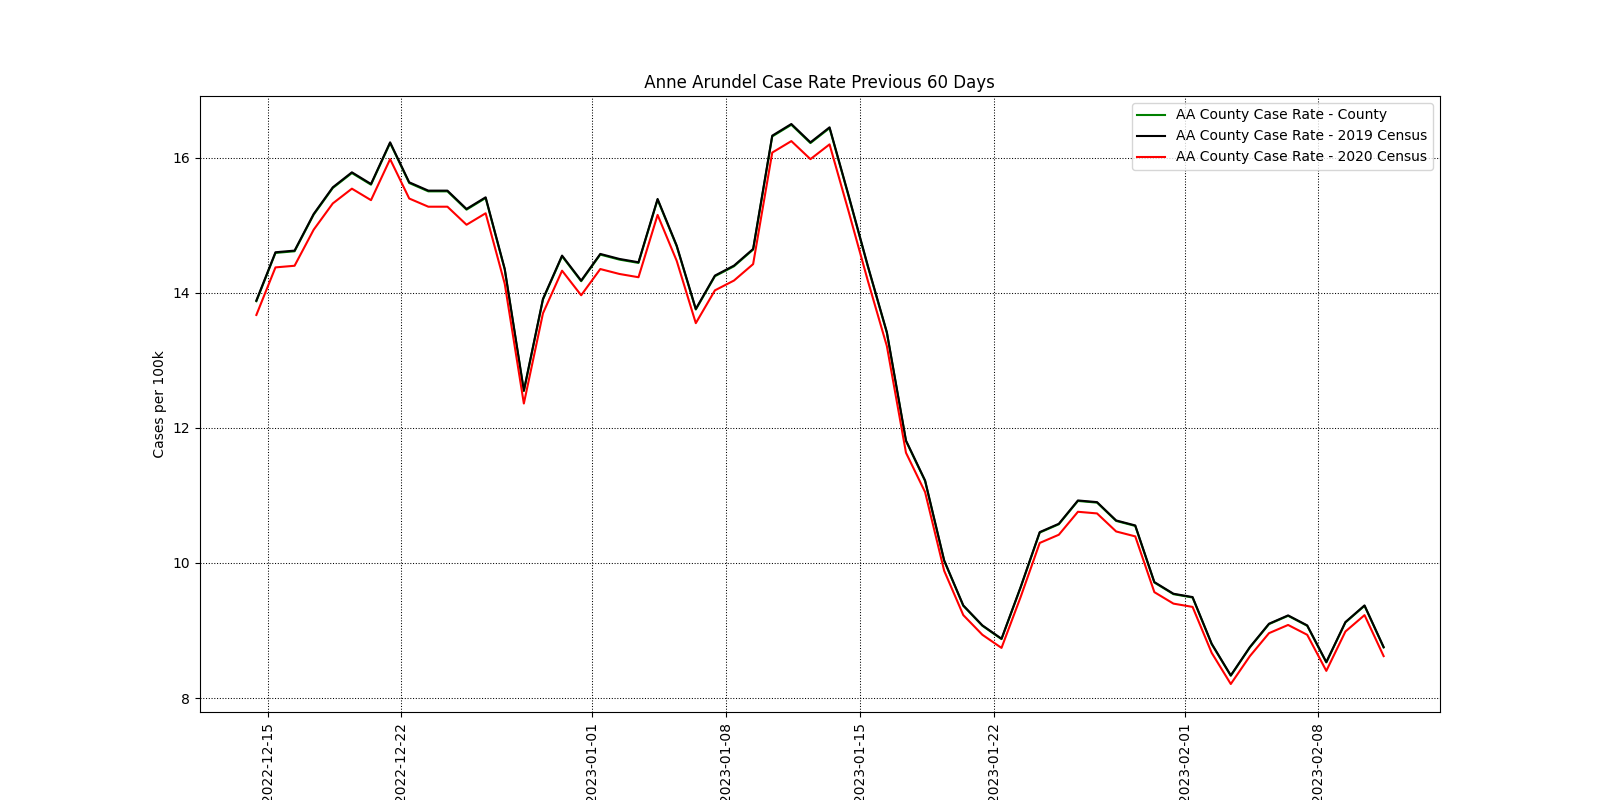 Anne Arundel Case Rate Previous 60 Days
AA County Case Rate - County
AA County Case Rate - 2019 Census
AA County Case Rate - 2020 Census
Cases per 100k
16
14
12
10
8
2022-12-15
2022-12-22
2023-01-01
2023-01-08
2023-01-15
2023-01-22
2023-02-01
2023-02-08